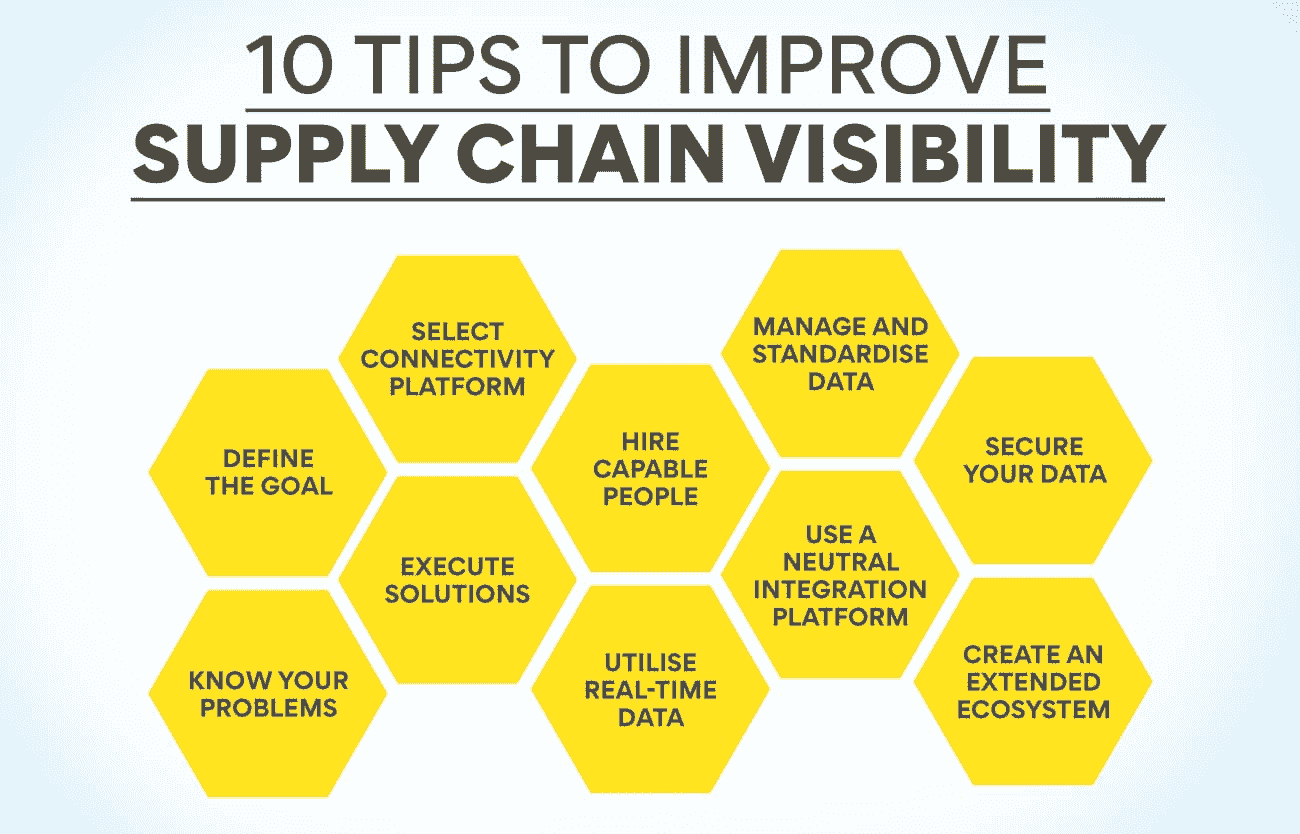 10 TIPS TO IMPROVE
SUPPLY CHAIN VISIBILITY
SELECT
CONNECTIVITY
PLATFORM
MANAGE AND
STANDARDISE
DATA
DEFINE
THE GOAL
HIRE
CAPABLE
PEOPLE
SECURE
YOUR DATA
EXECUTE
SOLUTIONS
USE A
NEUTRAL
INTEGRATION
PLATFORM
KNOW YOUR
PROBLEMS
UTILISE
REAL-TIME
DATA
CREATE AN
EXTENDED
ECOSYSTEM